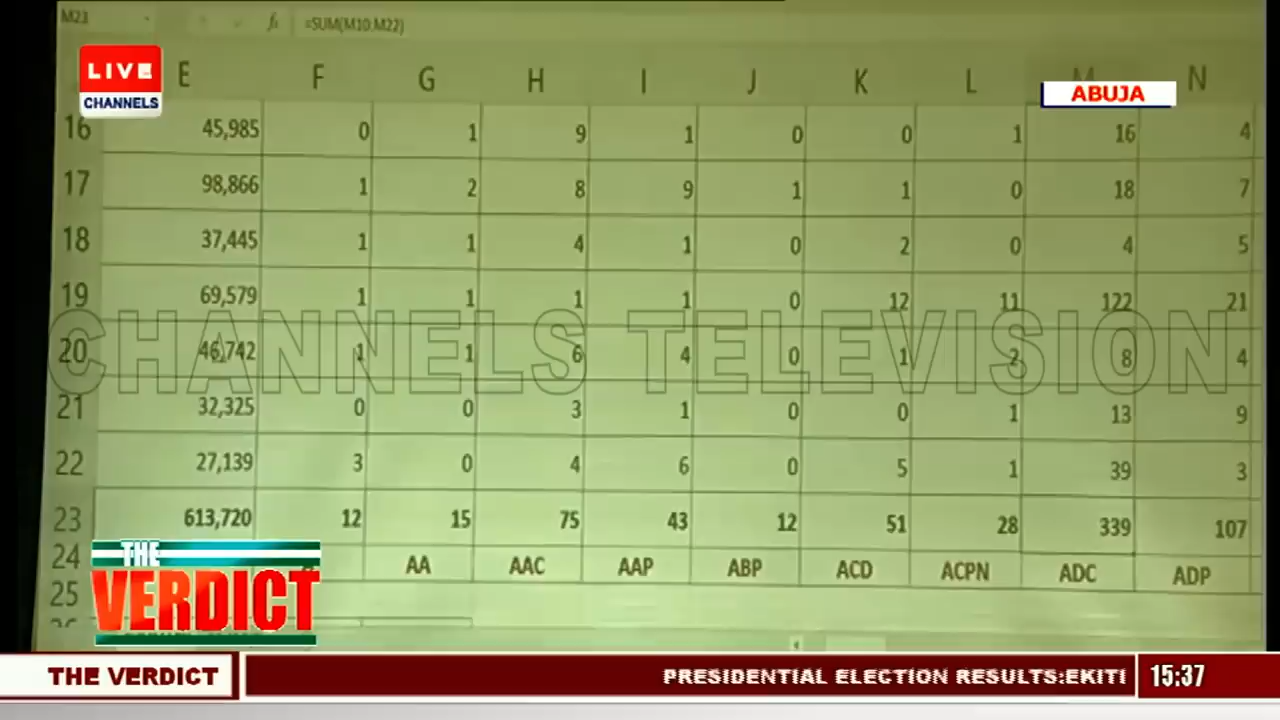 M23 fx =SUM(M10:M22)
E F G H I J K L M N
16 45,985 0 1 9 1 0 0 1 16 4
17 98,866 1 2 8 9 1 1 0 18 7
18 37,445 1 1 4 1 0 2 0 4 5
19 69,579 1 1 1 1 0 12 11 122 21
20 46,742 1 1 6 4 0 1 2 8 4
21 32,325 0 0 3 1 0 0 1 13 9
22 27,139 3 0 4 6 0 5 1 39 3
23 613,720 12 15 75 43 12 51 28 339 107
24 AA AAC AAP ABP ACD ACPN ADC ADP
25
LIVE
CHANNELS
ABUJA
CHANNELS TELEVISION
THE
VERDICT
THE VERDICT PRESIDENTIAL ELECTION RESULTS:EKITI 15:37